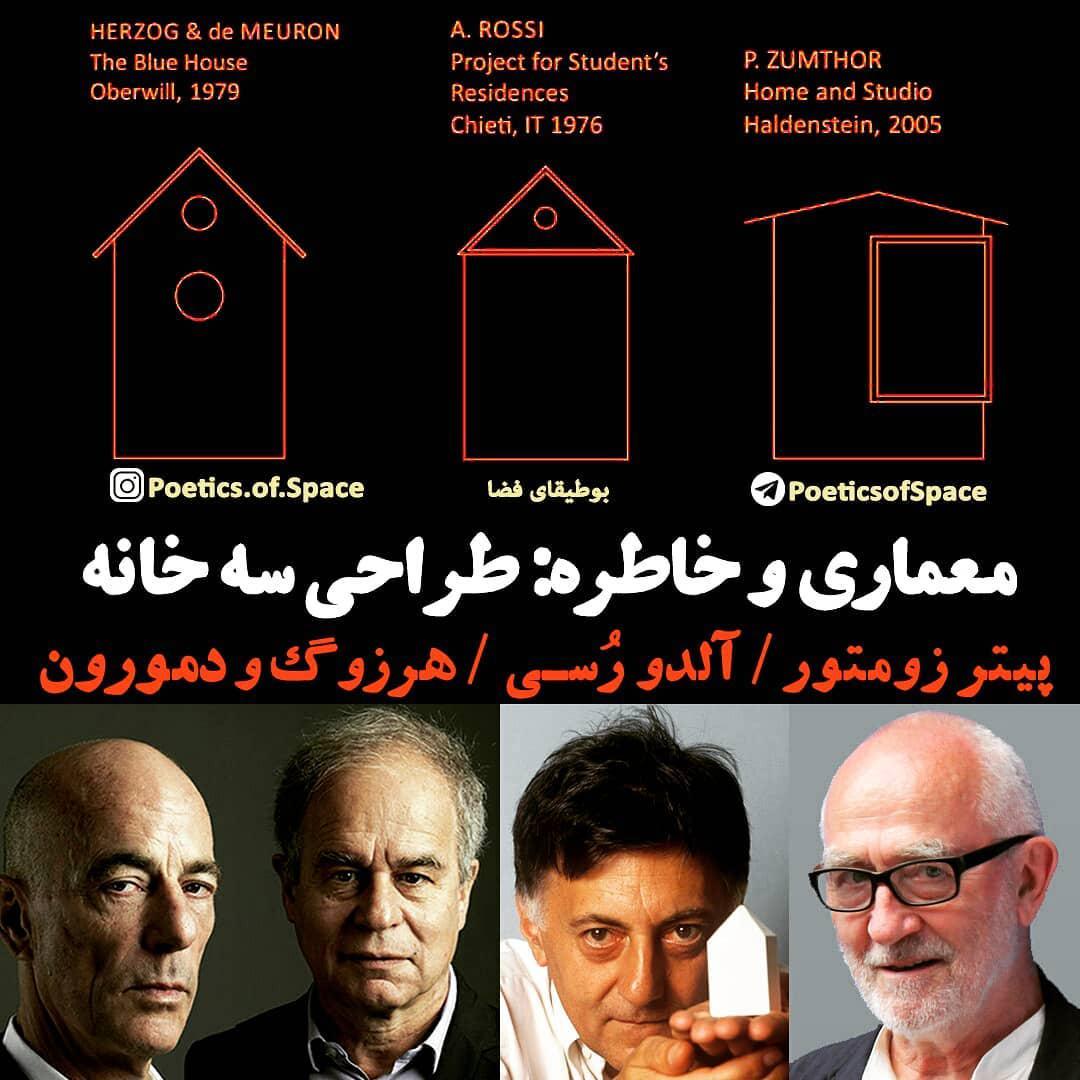 HERZOG & de MEURON
The Blue House
Oberwill, 1979
A. ROSSI
Project for Student's
Residences
Chieti, IT 1976
P. ZUMTHOR
Home and Studio
Haldenstein, 2005
Poetics.of.Space
بوطیقای فضا
PoeticsofSpace
معماری و خاطره: طراحی سه خانه
پیتر زومتور / آلدو رُسـی / هرزوگ و دمورون